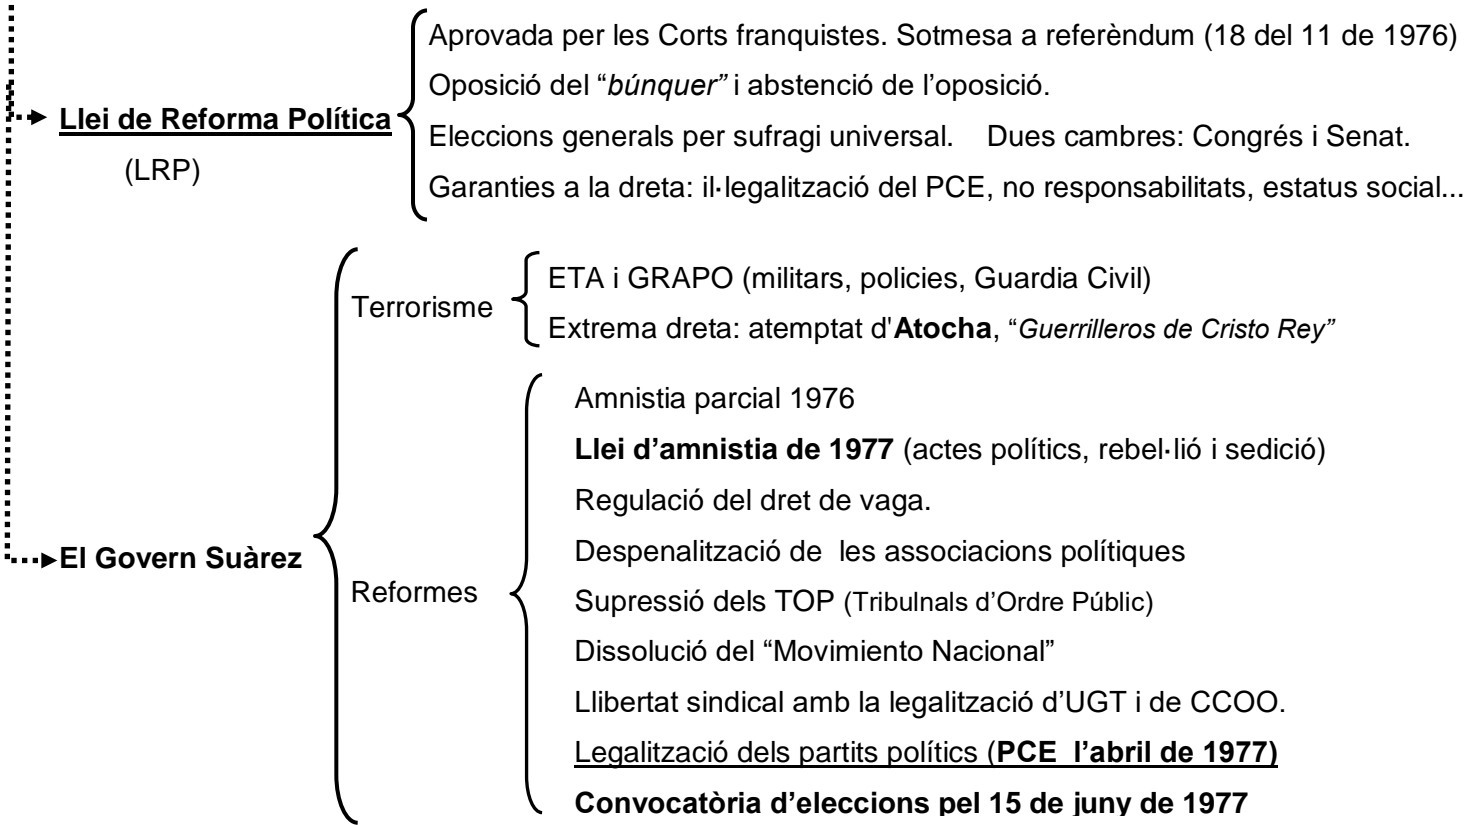 Aprovada per les Corts franquistes. Sotmesa a referèndum (18 del 11 de 1976)
Oposició del “búnquer” i abstenció de l’oposició.
Llei de Reforma Política
Eleccions generals per sufragi universal. Dues cambres: Congrés i Senat.
(LRP)
Garanties a la dreta: il·legalització del PCE, no responsabilitats, estatus social...
ETA i GRAPO (militars, policies, Guardia Civil)
Terrorisme
Extrema dreta: atemptat d'Atocha, “Guerrilleros de Cristo Rey”
Amnistia parcial 1976
Llei d’amnistia de 1977 (actes polítics, rebel·lió i sedició)
Regulació del dret de vaga.
Despenalització de les associacions polítiques
El Govern Suàrez
Reformes
Supressió dels TOP (Tribulnals d’Ordre Públic)
Dissolució del “Movimiento Nacional”
Llibertat sindical amb la legalització d’UGT i de CCOO.
Legalització dels partits polítics (PCE l’abril de 1977)
Convocatòria d’eleccions pel 15 de juny de 1977